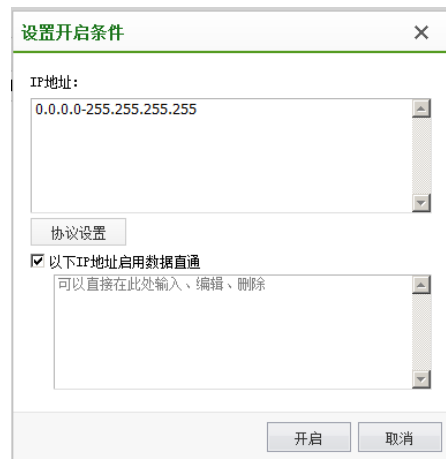 设置开启条件
IP地址：
0.0.0.0-255.255.255.255
协议设置
以下IP地址启用数据直通
可以直接在此处输入、编辑、删除
开启
取消